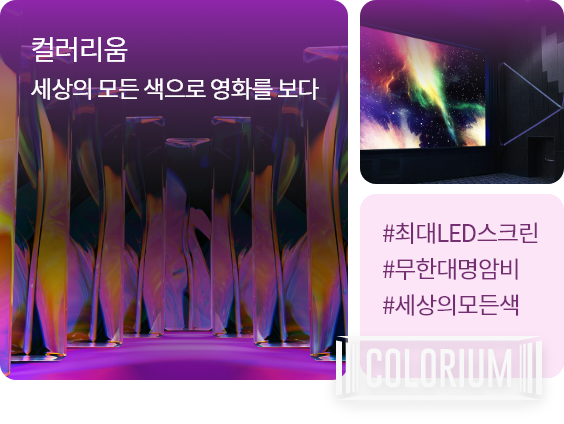 컬러리움
세상의 모든 색으로 영화를 보다
#최대LED스크린
#무한대명암비
#세상의모든색
COLORIUM